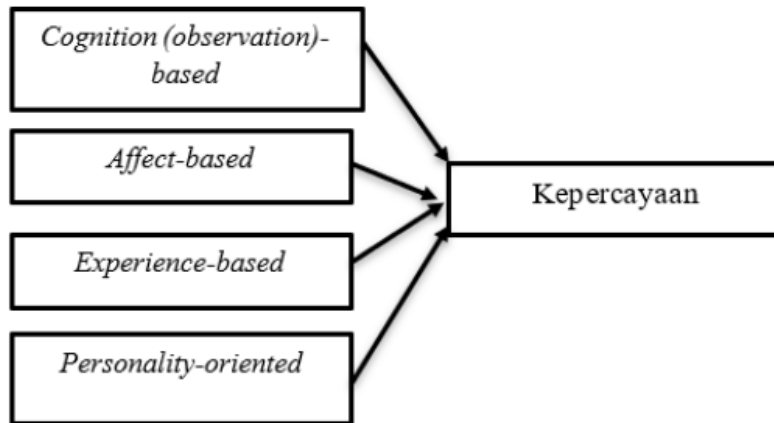 Cognition (observation)-
based
Affect-based
Kepercayaan
Experience-based
Personality-oriented